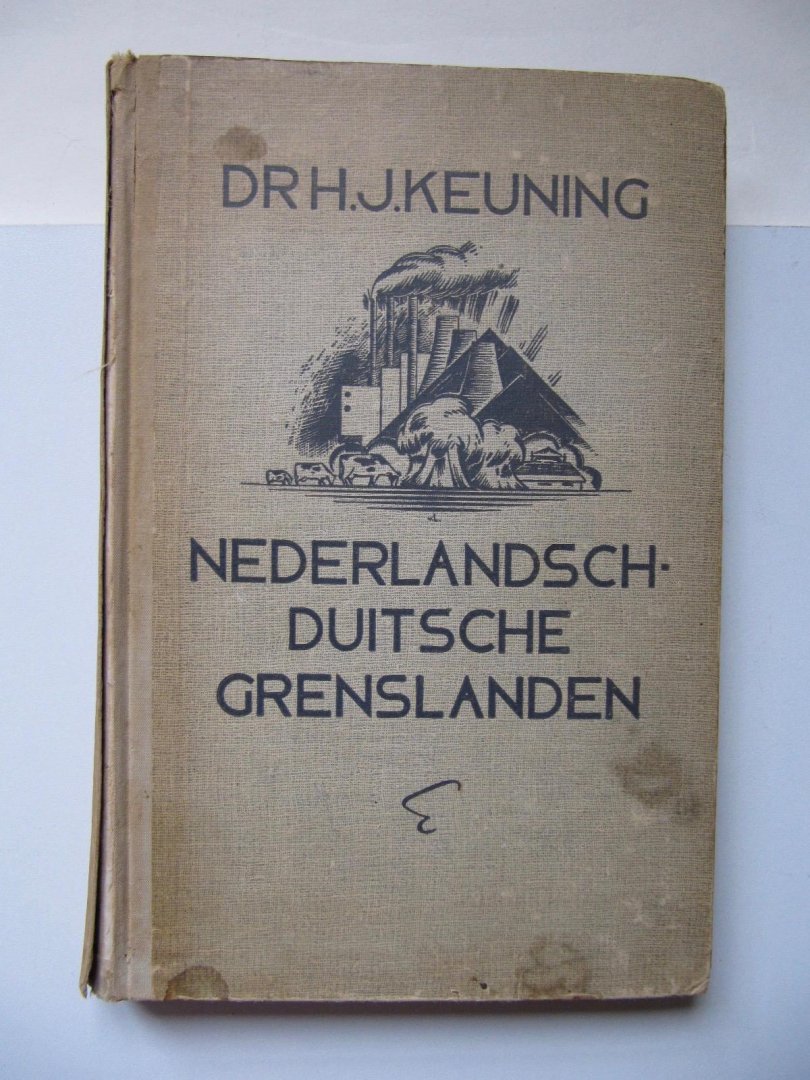 DR H.J. KEUNING
NEDERLANDSCH-
DUITSCHE
GRENSLANDEN